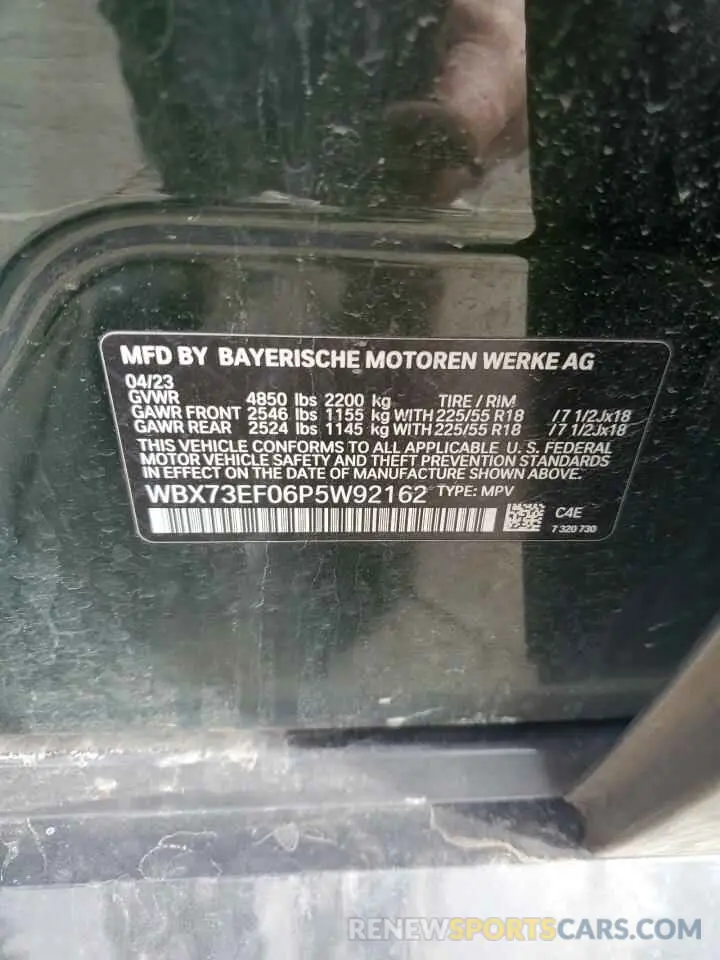 MFD BY BAYERISCHE MOTOREN WERKE AG
04/23
GVWR 4850 lbs 2200 kg TIRE / RIM
GAWR FRONT 2546 lbs 1155 kg WITH 225/55 R18 /7 1/2Jx18
GAWR REAR 2524 lbs 1145 kg WITH 225/55 R18 /7 1/2Jx18
THIS VEHICLE CONFORMS TO ALL APPLICABLE U. S. FEDERAL
MOTOR VEHICLE SAFETY AND THEFT PREVENTION STANDARDS
IN EFFECT ON THE DATE OF MANUFACTURE SHOWN ABOVE.
WBX73EF06P5W92162 TYPE: MPV
C4E
7 320 730
RENEWSPORTSCARS.COM